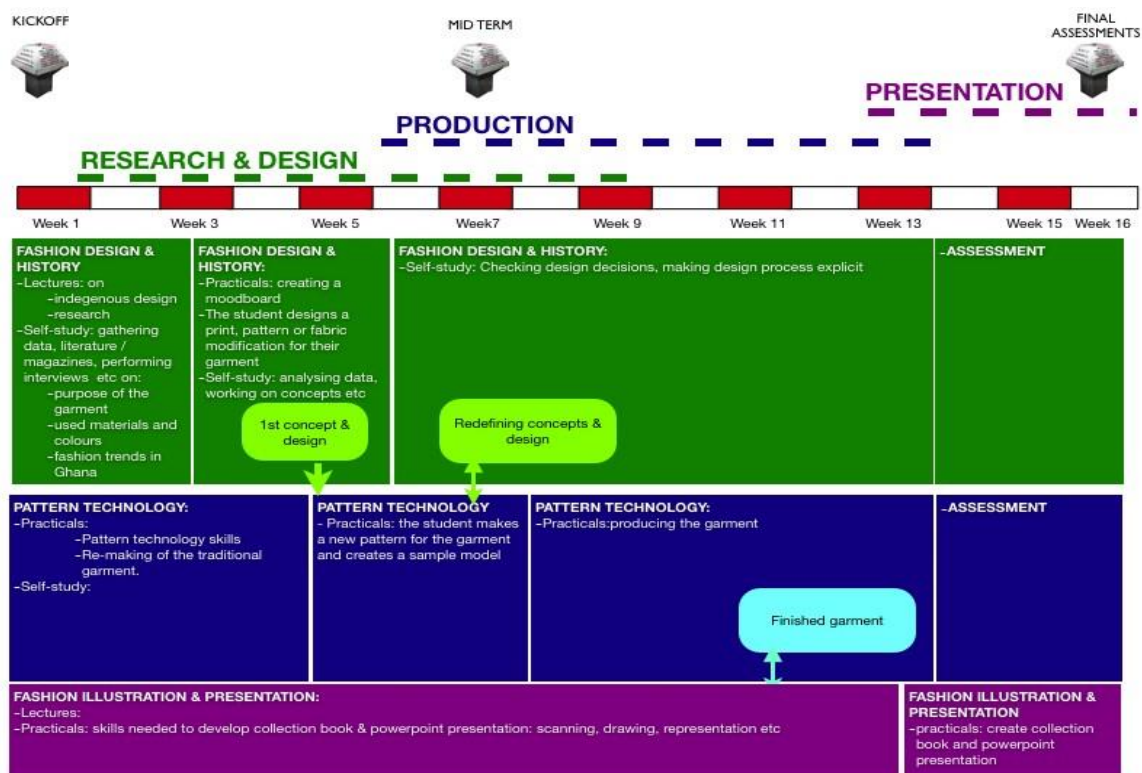 KICKOFF
MID TERM
FINAL
ASSESSMENTS
PRESENTATION
PRODUCTION
RESEARCH & DESIGN
Week 1
Week 3
Week 5
Week7
Week 9
Week 11
Week 13
Week 15
Week 16
FASHION DESIGN &
HISTORY
-Lectures: on
-indegenous design
-research
-Self-study: gathering
data, literature /
magazines, performing
interviews etc on:
-purpose of the
garment
-used materials and
colours
-fashion trends in
Ghana
FASHION DESIGN &
HISTORY:
-Practicals: creating a
moodboard
-The student designs a
print, pattern or fabric
modification for their
garment
-Self-study: analysing data,
working on concepts etc
1st concept &
design
FASHION DESIGN & HISTORY:
-Self-study: Checking design decisions, making design process explicit
Redefining concepts &
design
-ASSESSMENT
PATTERN TECHNOLOGY:
-Practicals:
-Pattern technology skills
-Re-making of the traditional
garment.
-Self-study:
PATTERN TECHNOLOGY
- Practicals: the student makes
a new pattern for the garment
and creates a sample model
PATTERN TECHNOLOGY:
-Practicals:producing the garment
Finished garment
-ASSESSMENT
FASHION ILLUSTRATION & PRESENTATION:
-Lectures:
-Practicals: skills needed to develop collection book & powerpoint presentation: scanning, drawing, representation etc
FASHION ILLUSTRATION &
PRESENTATION
-practicals: create collection
book and powerpoint
presentation